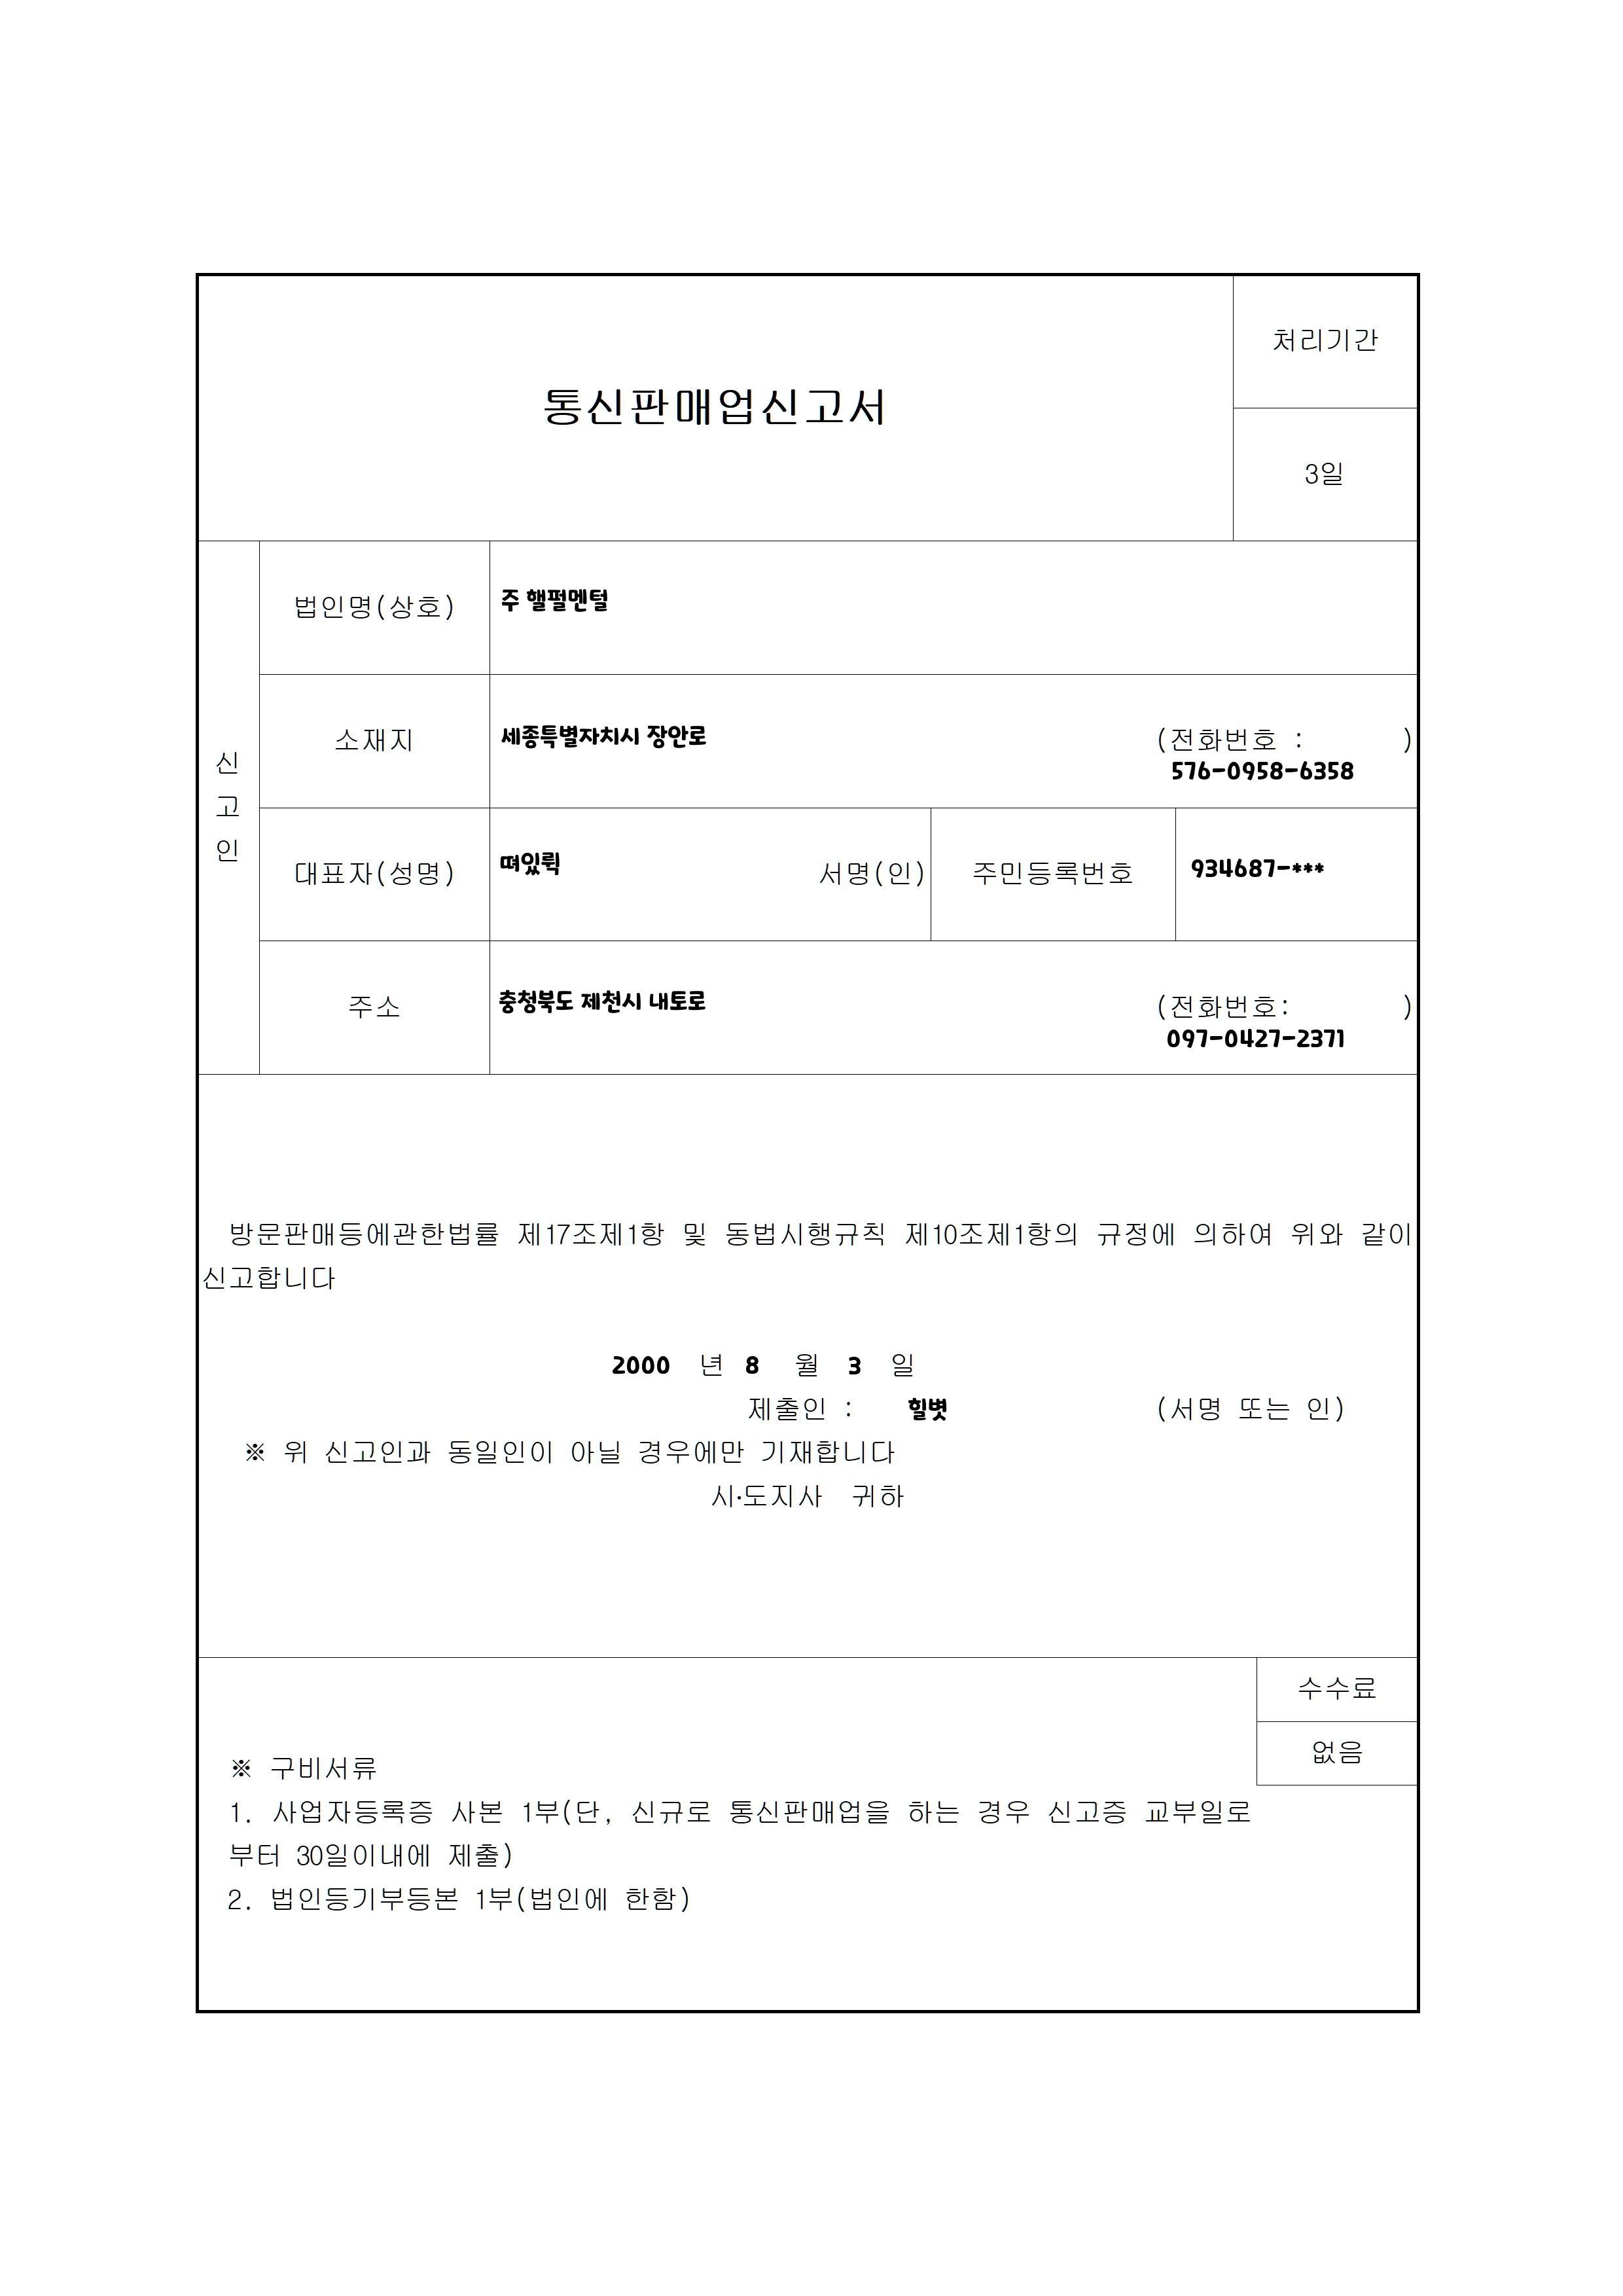 통신판매업신고서
처리기간
3일
신고인
법인명(상호)
주 핼펄멘털
소재지
세종특별자치시 장안로
(전화번호 : )
576-0958-6358
대표자(성명)
뗘있뤽
서명(인)
주민등록번호
934687-***
주소
충청북도 제천시 내토로
(전화번호: )
097-0427-2371
방문판매등에관한법률 제17조제1항 및 동법시행규칙 제10조제1항의 규정에 의하여 위와 같이
신고합니다
2000 년 8 월 3 일
제출인 : 힐볏 (서명 또는 인)
※ 위 신고인과 동일인이 아닐 경우에만 기재합니다
시·도지사 귀하
수수료
없음
※ 구비서류
1. 사업자등록증 사본 1부(단, 신규로 통신판매업을 하는 경우 신고증 교부일로
부터 30일이내에 제출)
2. 법인등기부등본 1부(법인에 한함)